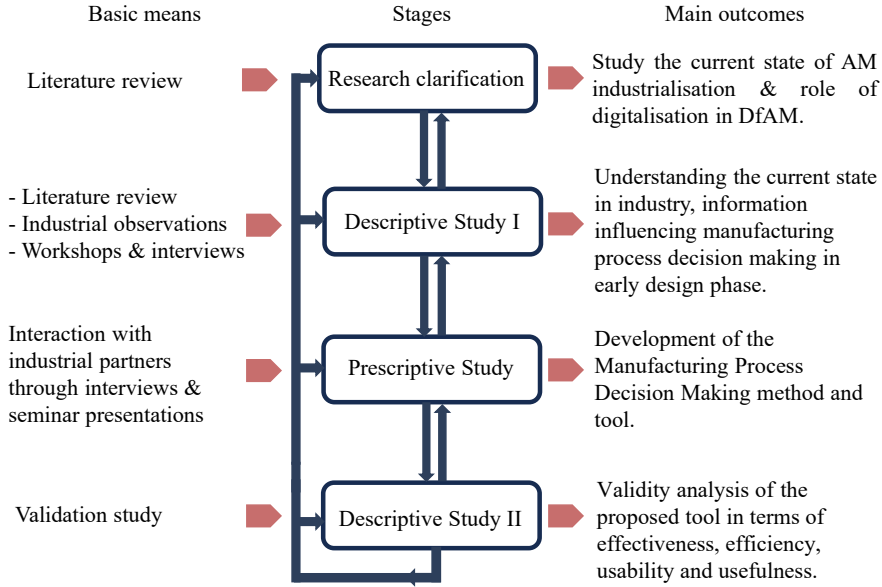 Basic means
Stages
Main outcomes
Literature review
Research clarification
Study the current state of AM
industrialisation & role of
digitalisation in DfAM.
- Literature review
- Industrial observations
- Workshops & interviews
Descriptive Study I
Understanding the current state
in industry, information
influencing manufacturing
process decision making in
early design phase.
Interaction with
industrial partners
through interviews &
seminar presentations
Prescriptive Study
Development of the
Manufacturing Process
Decision Making method and
tool.
Validation study
Descriptive Study II
Validity analysis of the
proposed tool in terms of
effectiveness, efficiency,
usability and usefulness.